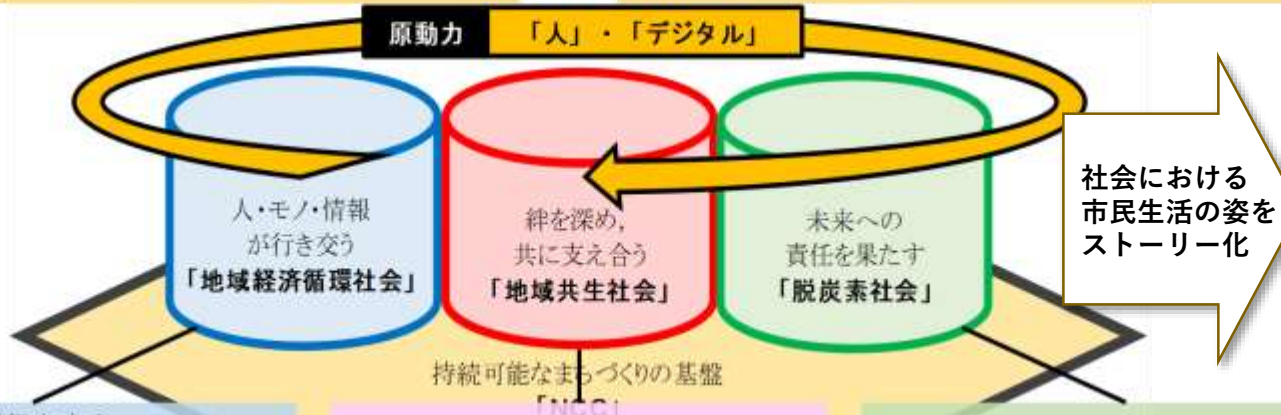 原動力 「人」・「デジタル」
人・モノ・情報
が行き交う
「地域経済循環社会」
絆を深め,
共に支え合う
「地域共生社会」
未来への
責任を果たす
「脱炭素社会」
社会における
市民生活の姿を
ストーリー化
持続可能なまちづくりの基盤
「NCC」